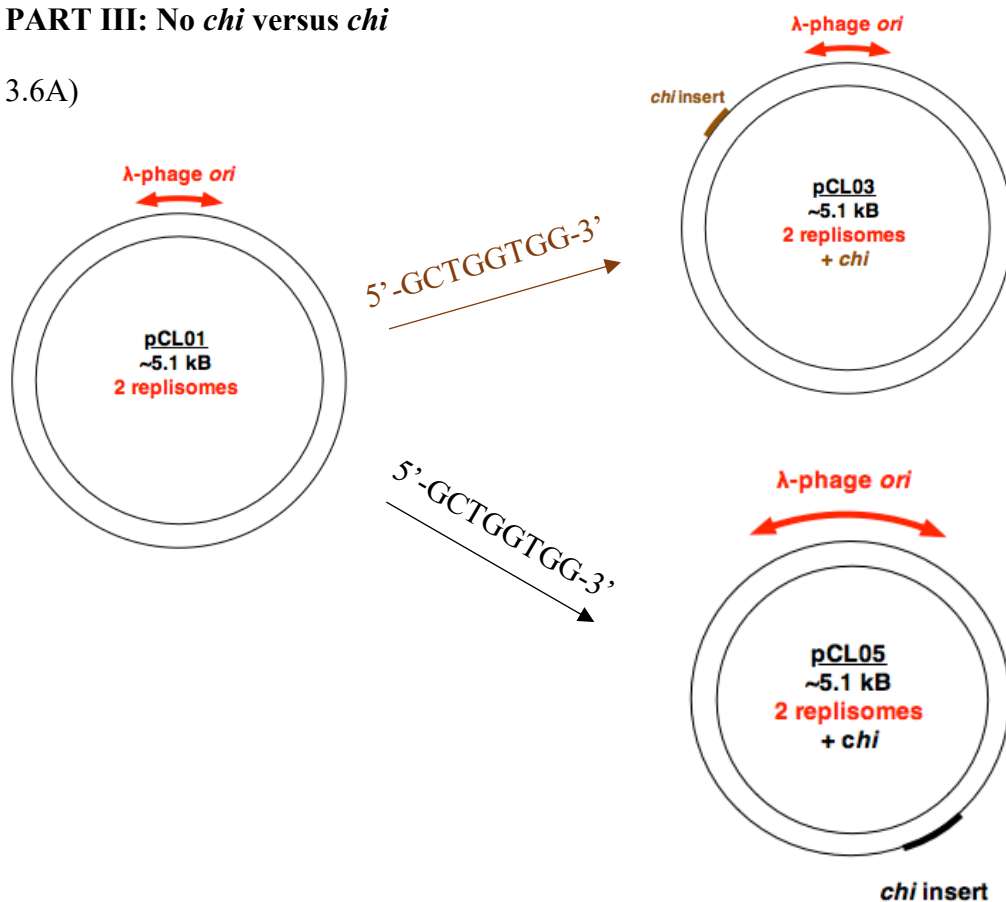 PART III: No chi versus chi
3.6A)
λ-phage ori
pCL01
~5.1 kB
2 replisomes
5’-GCTGGTGG-3’
λ-phage ori
chi insert
pCL03
~5.1 kB
2 replisomes
+ chi
5’-GCTGGTGG-3’
λ-phage ori
pCL05
~5.1 kB
2 replisomes
+ chi
chi insert